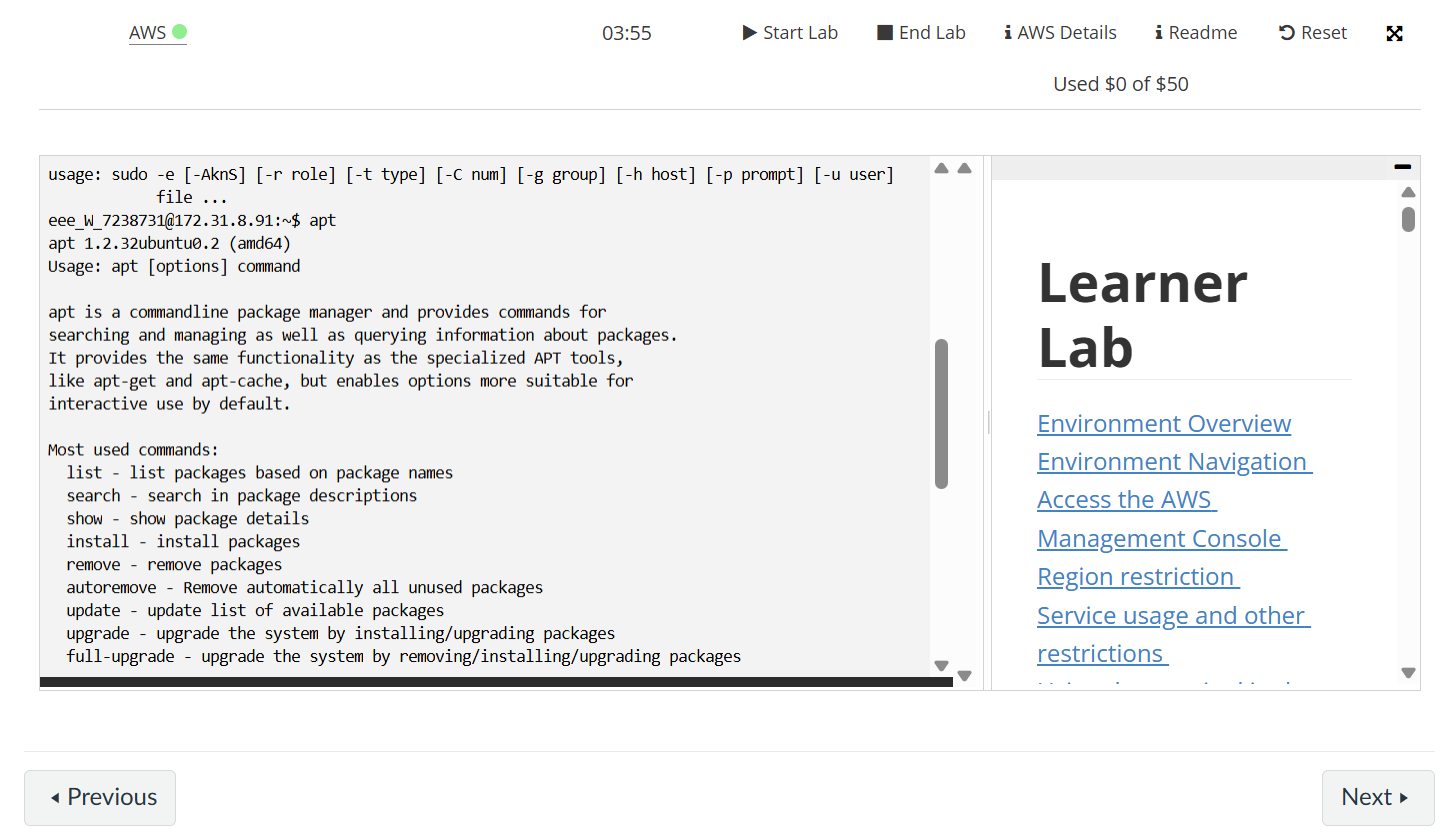 AWS
03:55
Start Lab
End Lab
AWS Details
Readme
Reset
Used $0 of $50
usage: sudo -e [-AknS] [-r role] [-t type] [-C num] [-g group] [-h host] [-p prompt] [-u user]
file ...
eee_W_7238731@172.31.8.91:~$ apt
apt 1.2.32ubuntu0.2 (amd64)
Usage: apt [options] command
apt is a commandline package manager and provides commands for
searching and managing as well as querying information about packages.
It provides the same functionality as the specialized APT tools,
like apt-get and apt-cache, but enables options more suitable for
interactive use by default.
Most used commands:
list - list packages based on package names
search - search in package descriptions
show - show package details
install - install packages
remove - remove packages
autoremove - Remove automatically all unused packages
update - update list of available packages
upgrade - upgrade the system by installing/upgrading packages
full-upgrade - upgrade the system by removing/installing/upgrading packages
Learner
Lab
Environment Overview
Environment Navigation
Access the AWS
Management Console
Region restriction
Service usage and other
restrictions
Previous
Next